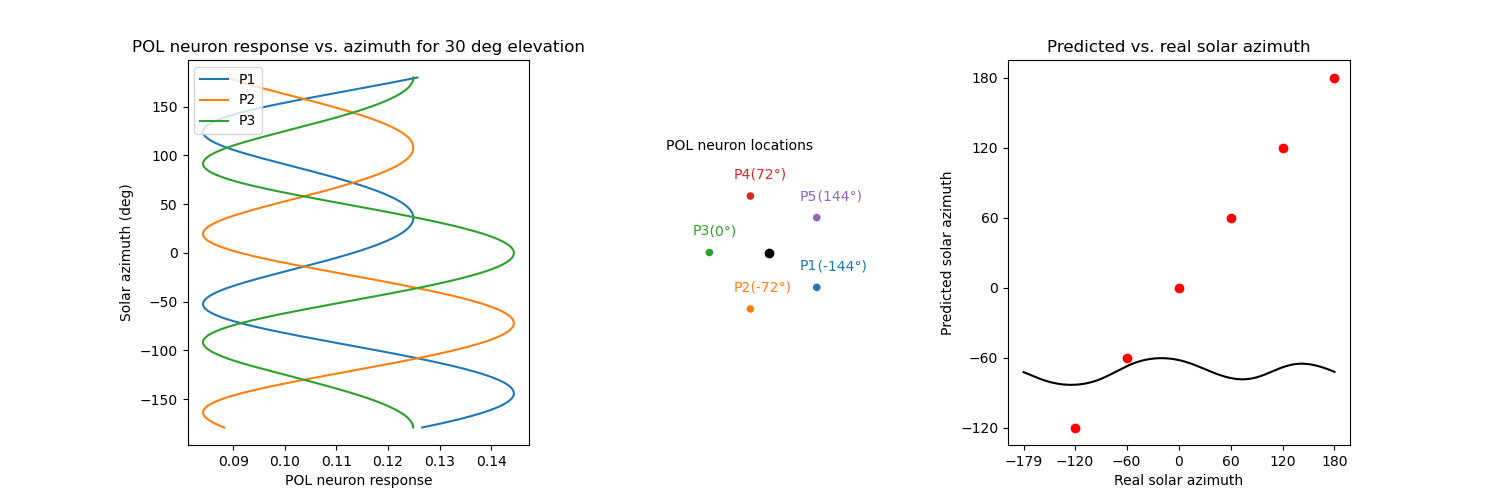 POL neuron response vs. azimuth for 30 deg elevation
P1
P2
P3
Solar azimuth (deg)
150
100
50
0
−50
−100
−150
0.09 0.10 0.11 0.12 0.13 0.14
POL neuron response
POL neuron locations
P4(72°)
P5(144°)
P3(0°)
P1(-144°)
P2(-72°)
Predicted vs. real solar azimuth
Predicted solar azimuth
180
120
60
0
−60
−120
−179 −120 −60 0 60 120 180
Real solar azimuth